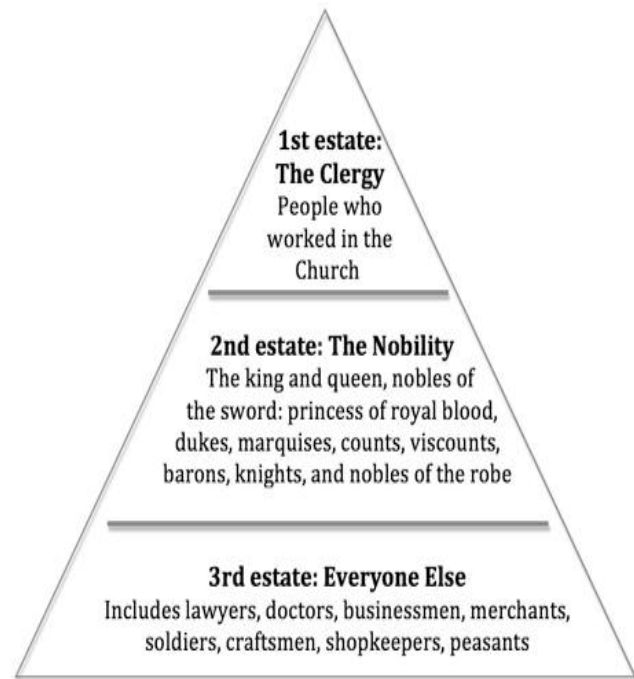 1st estate:
The Clergy
People who
worked in the
Church
2nd estate: The Nobility
The king and queen, nobles of
the sword: princess of royal blood,
dukes, marquises, counts, viscounts,
barons, knights, and nobles of the robe
3rd estate: Everyone Else
Includes lawyers, doctors, businessmen, merchants,
soldiers, craftsmen, shopkeepers, peasants